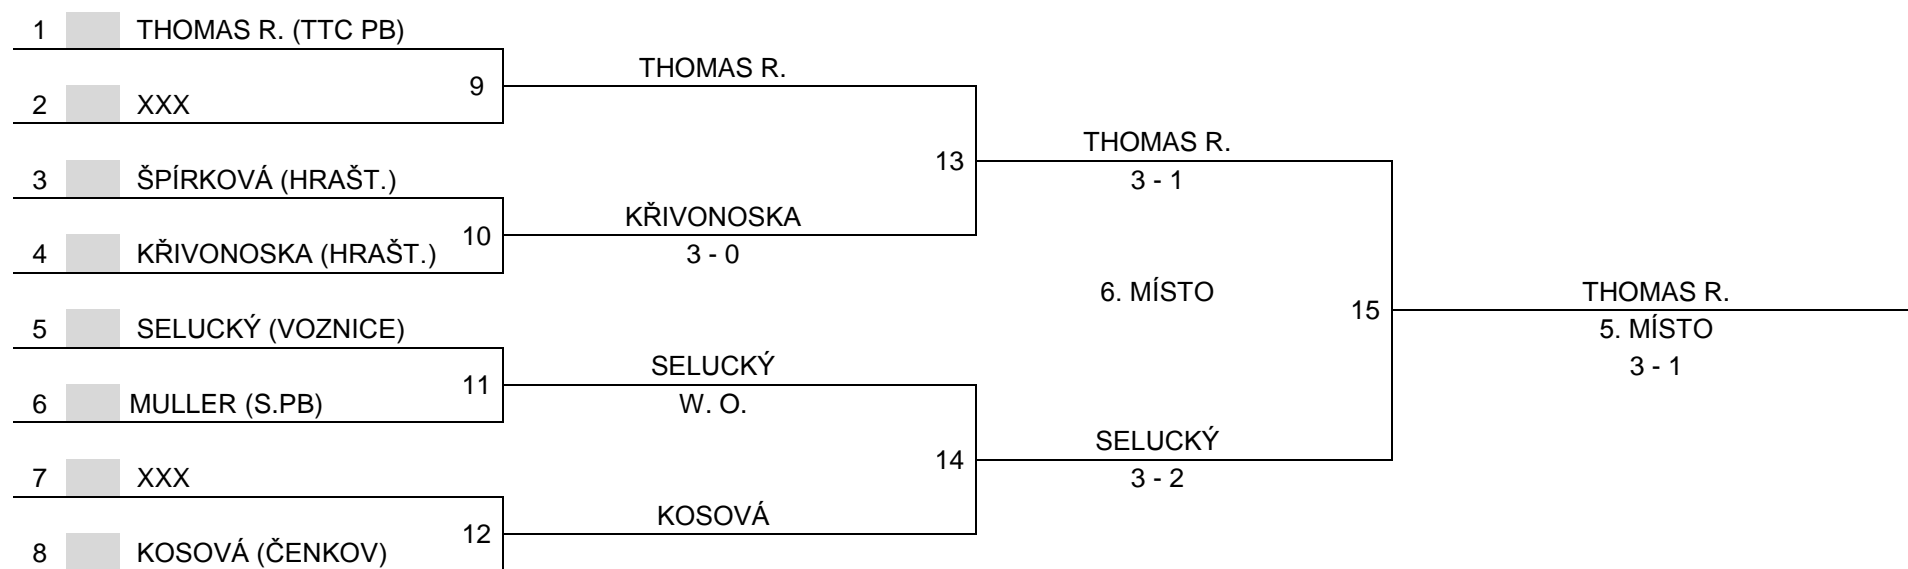 1 THOMAS R. (TTC PB)
THOMAS R.
9
2 XXX
THOMAS R.
13
3 ŠPÍRKOVÁ (HRAŠT.)
3 - 1
KŘIVONOSKA
10
4 KŘIVONOSKA (HRAŠT.)
3 - 0
6. MÍSTO
THOMAS R.
15
5 SELUCKÝ (VOZNICE)
5. MÍSTO
SELUCKÝ
3 - 1
11
6 MULLER (S.PB)
W. O.
SELUCKÝ
14
7 XXX
3 - 2
KOSOVÁ
12
8 KOSOVÁ (ČENKOV)